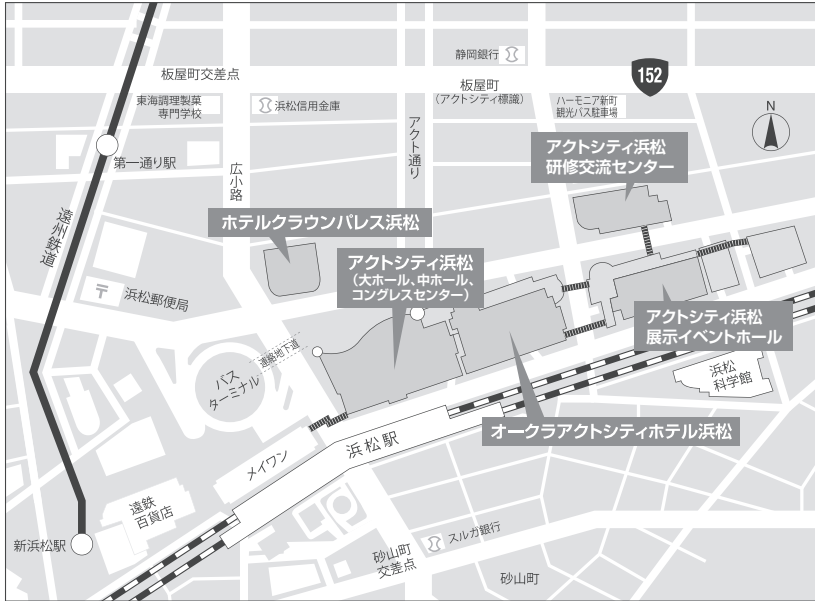 静岡銀行
152
板屋町交差点
板屋町
(アクトシティ標識)
東海調理製菓
専門学校
浜松信用金庫
ハーモニア新町
観光バス駐車場
N
アクト通り
アクトシティ浜松
研修交流センター
第一通り駅
広小路
遠州鉄道
ホテルクラウンパレス浜松
アクトシティ浜松
(大ホール、中ホール、
コングレスセンター)
浜松郵便局
アクトシティ浜松
展示イベントホール
連絡地下道
バス
ターミナル
浜松
科学館
オークラアクトシティホテル浜松
浜松駅
メイワン
遠鉄
百貨店
新浜松駅
スルガ銀行
砂山町
交差点
砂山町